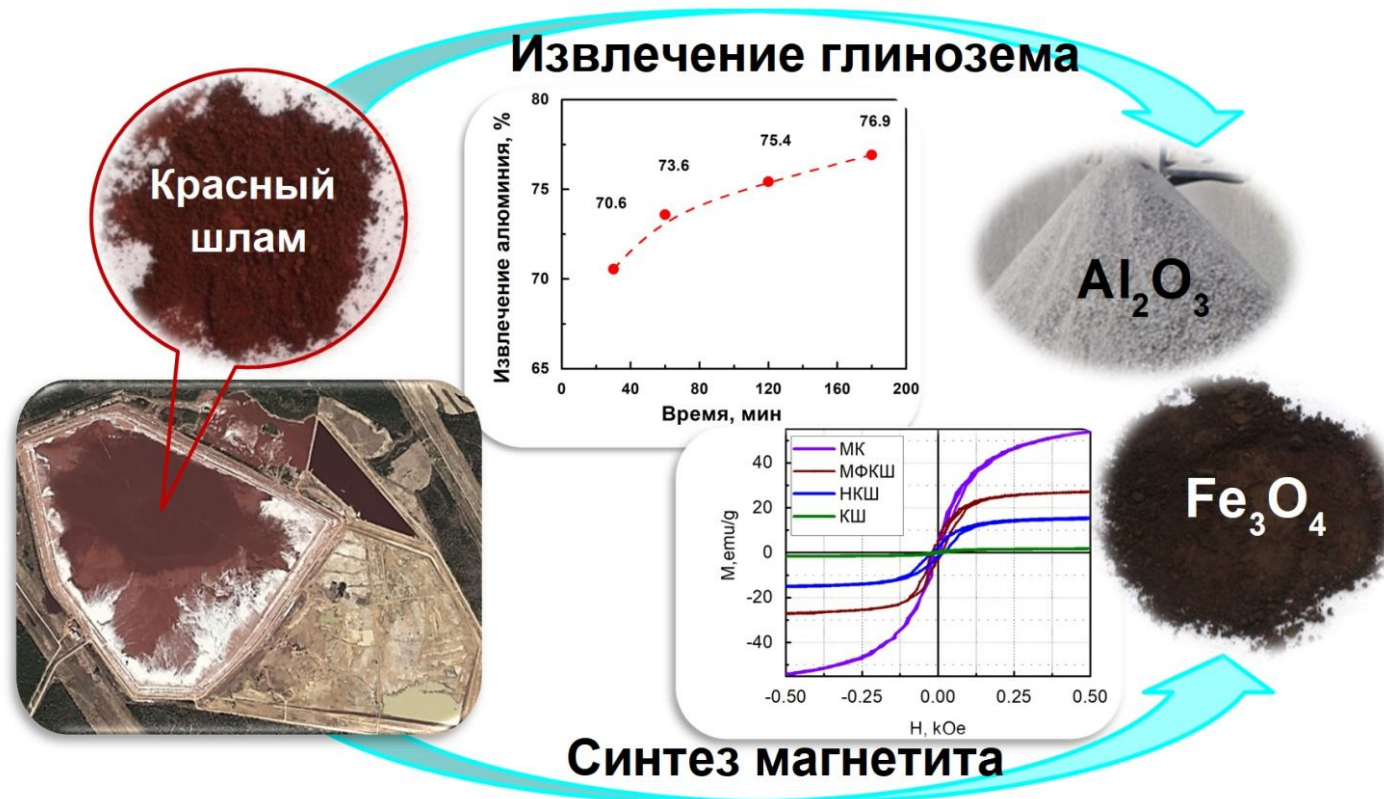 Извлечение глинозема
Красный
шлам
Извлечение алюминия, %
80
75
70
65
70.6
73.6
75.4
76.9
0 40 80 120 160 200
Время, мин
Al₂O₃
M,emu/g
40
20
0
-20
-40
МК
МФКШ
НКШ
КШ
-0.50 -0.25 0.00 0.25 0.50
H, kOe
Fe₃O₄
Синтез магнетита